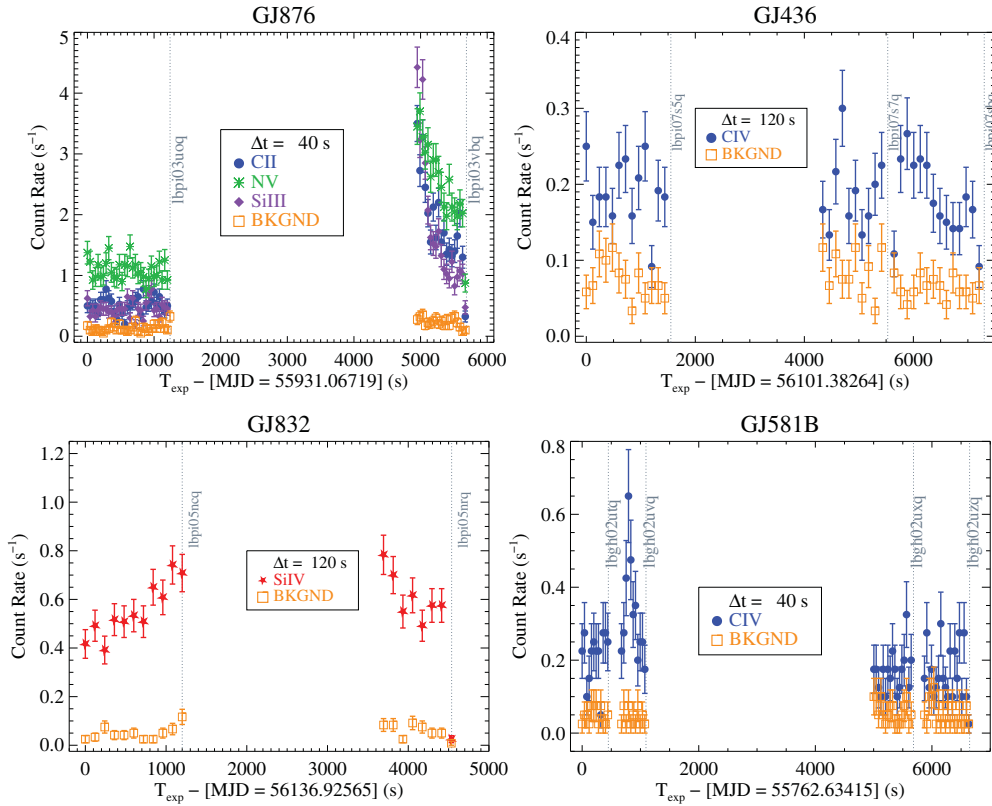 GJ876
Count Rate (s⁻¹)
5
4
3
2
1
0
Δt = 40 s
CII
NV
SiIII
BKGND
lbpi03uoq
lbpi03vbq
0 1000 2000 3000 4000 5000 6000
T_exp − [MJD = 55931.06719] (s)
GJ436
Count Rate (s⁻¹)
0.4
0.3
0.2
0.1
0.0
Δt = 120 s
CIV
BKGND
lbpi07s5q
lbpi07s7q
0 2000 4000 6000
T_exp − [MJD = 56101.38264] (s)
GJ832
Count Rate (s⁻¹)
1.2
1.0
0.8
0.6
0.4
0.2
0.0
Δt = 120 s
SiIV
BKGND
lbpi05ncq
lbpi05nrq
0 1000 2000 3000 4000 5000
T_exp − [MJD = 56136.92565] (s)
GJ581B
Count Rate (s⁻¹)
0.8
0.6
0.4
0.2
0.0
Δt = 40 s
CIV
BKGND
lbgh02utq
lbgh02uvq
lbgh02uxq
lbgh02uzq
0 2000 4000 6000
T_exp − [MJD = 55762.63415] (s)